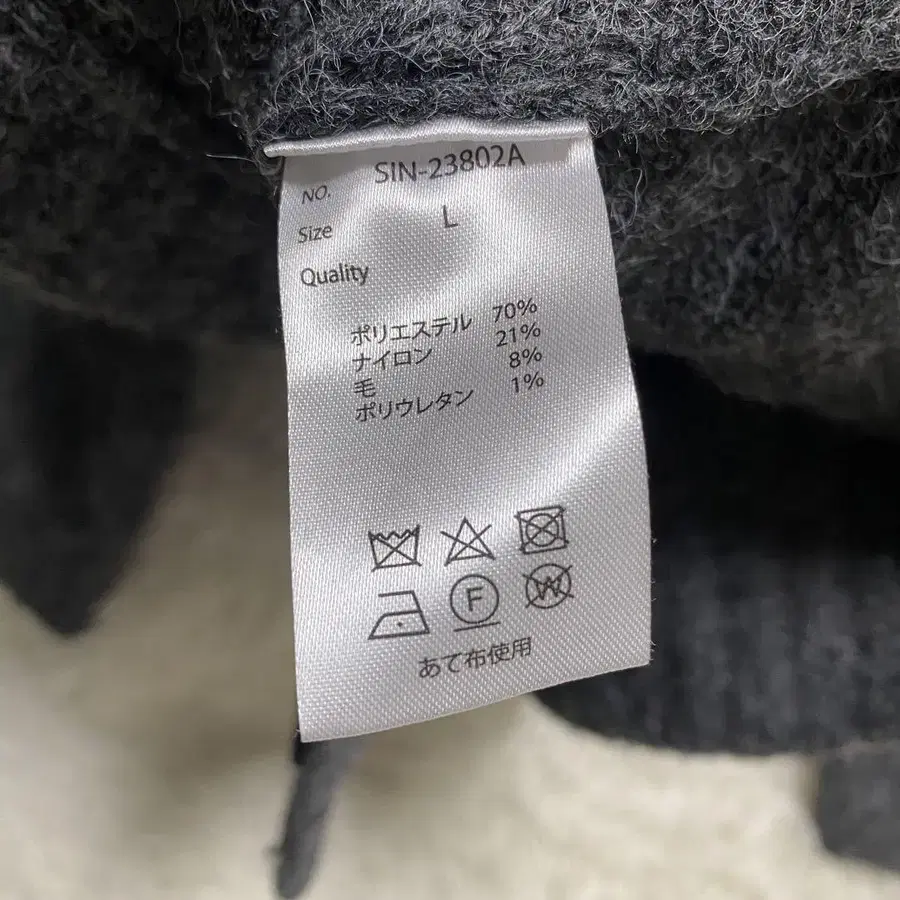 NO. SIN-23802A
Size L
Quality
ポリエステル 70%
ナイロン 21%
毛 8%
ポリウレタン 1%
F W
あて布使用